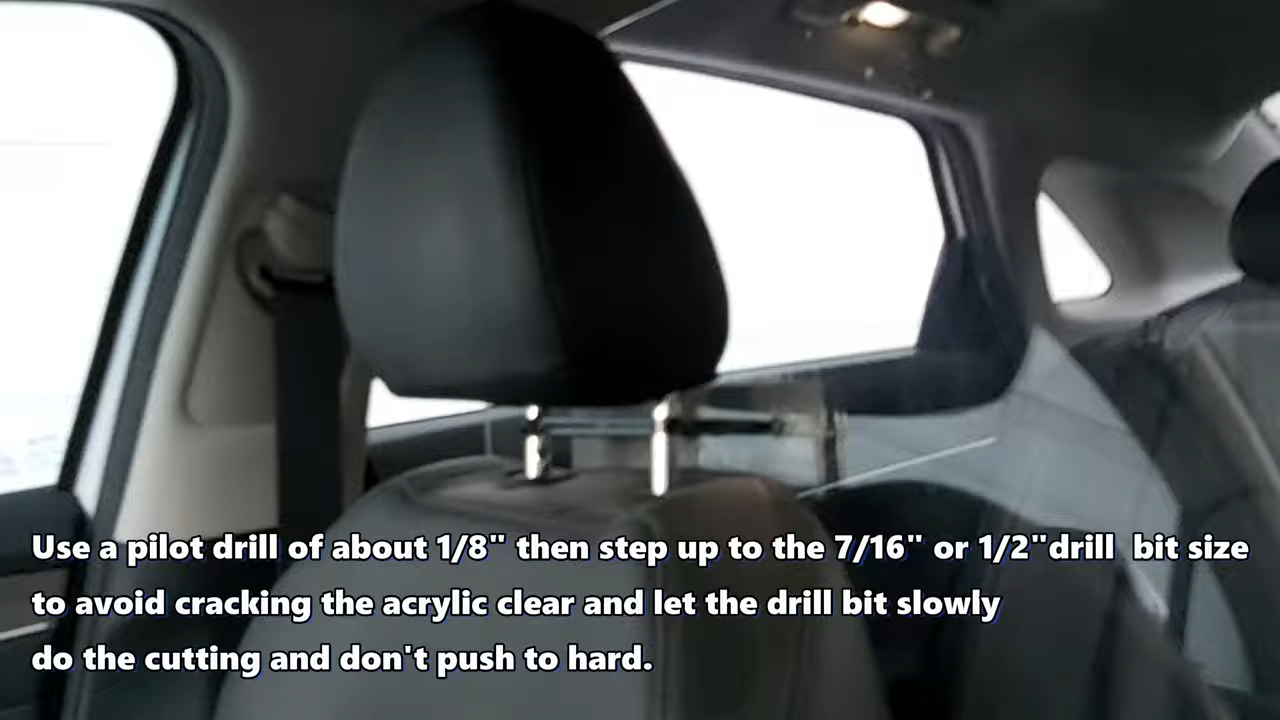 Use a pilot drill of about 1/8" then step up to the 7/16" or 1/2"drill  bit size
to avoid cracking the acrylic clear and let the drill bit slowly
do the cutting and don't push to hard.